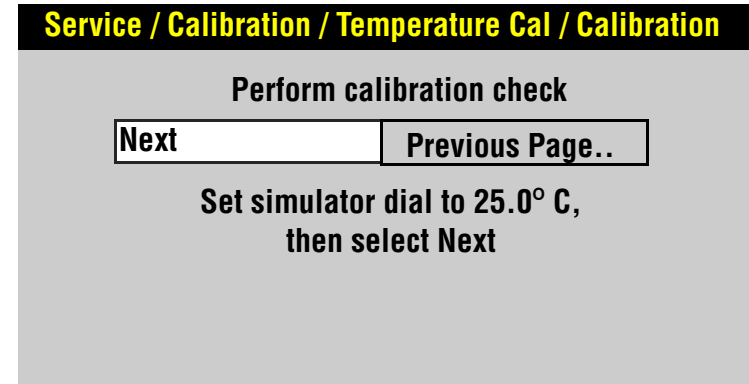 Service / Calibration / Temperature Cal / Calibration
Perform calibration check
Next Previous Page..
Set simulator dial to 25.0° C,
then select Next